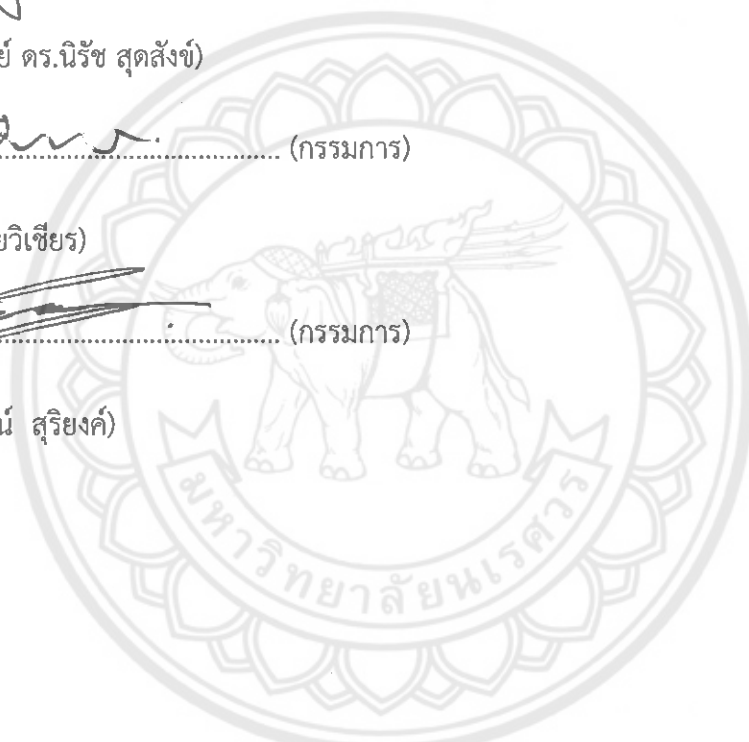 ย์ ดร.นิรัช สุดสังข์)
(กรรมการ)
ยวิเชียร)
(กรรมการ)
น์ สุริยงค์)
มหาวิทยาลัยนเรศวร